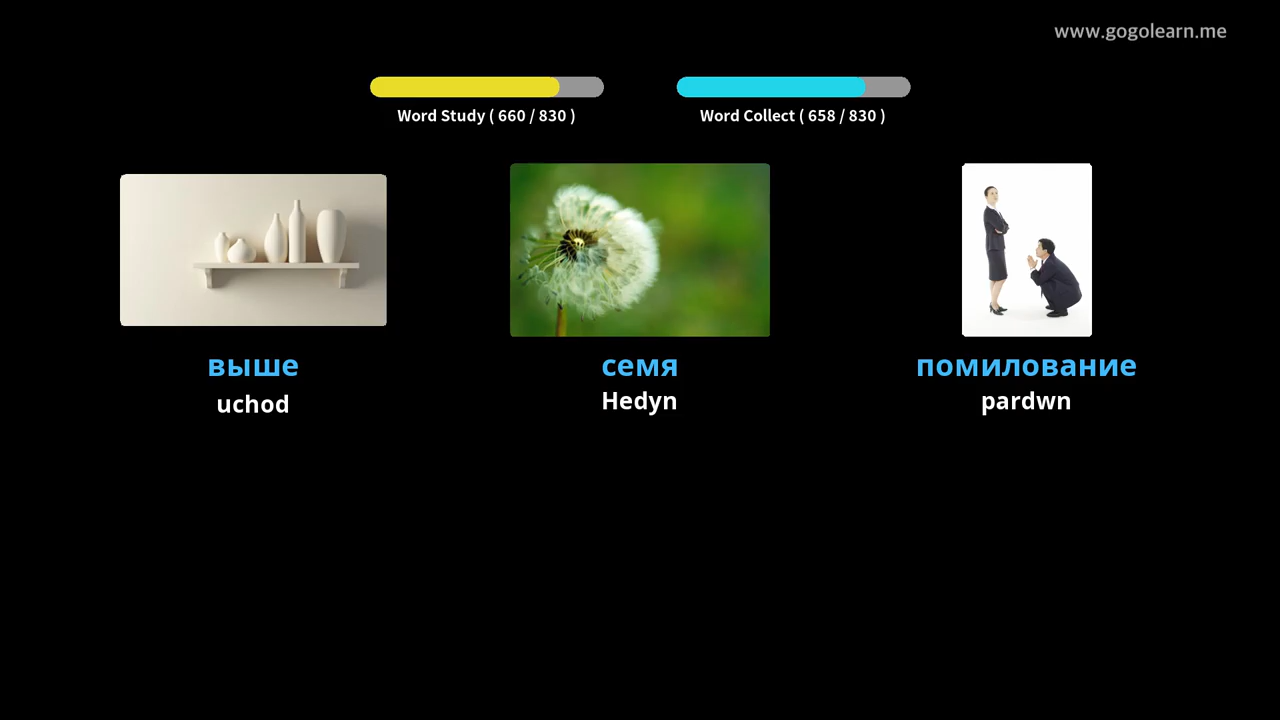 www.gogolearn.me
Word Study ( 660 / 830 )
Word Collect ( 658 / 830 )
выше
uchod
семя
Hedyn
помилование
pardwn